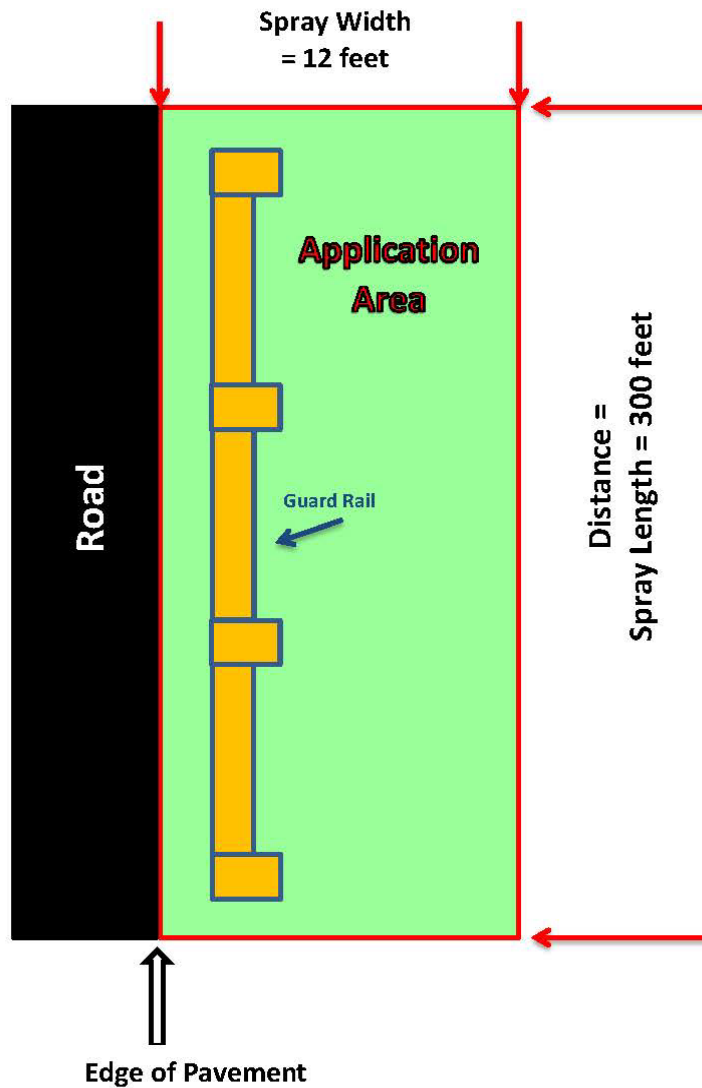 Spray Width
= 12 feet
Application
Area
Road
Guard Rail
Distance =
Spray Length = 300 feet
Edge of Pavement